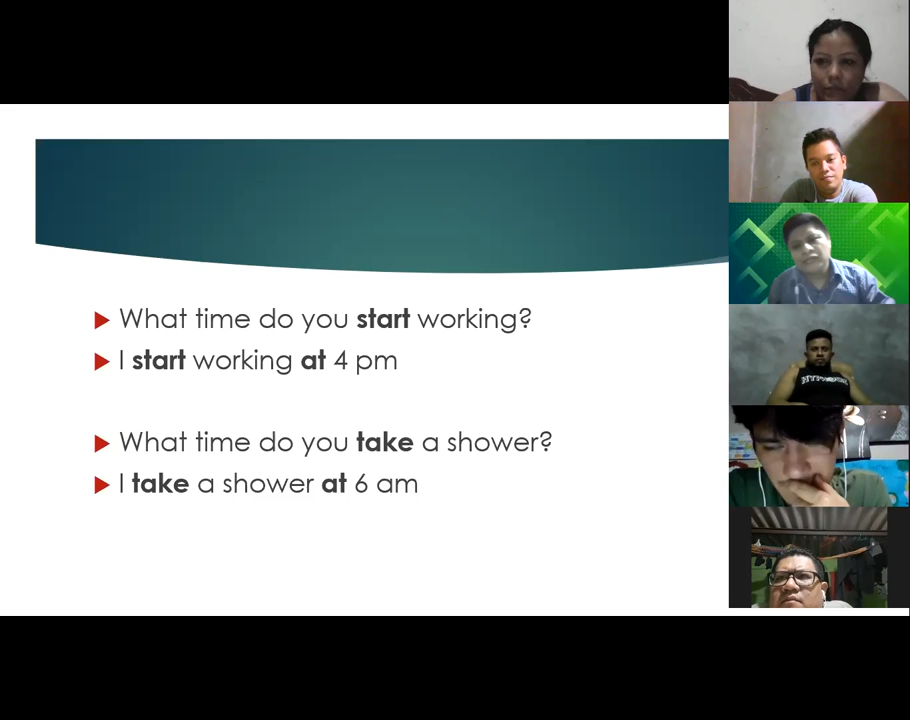 What time do you start working?
I start working at 4 pm
What time do you take a shower?
I take a shower at 6 am